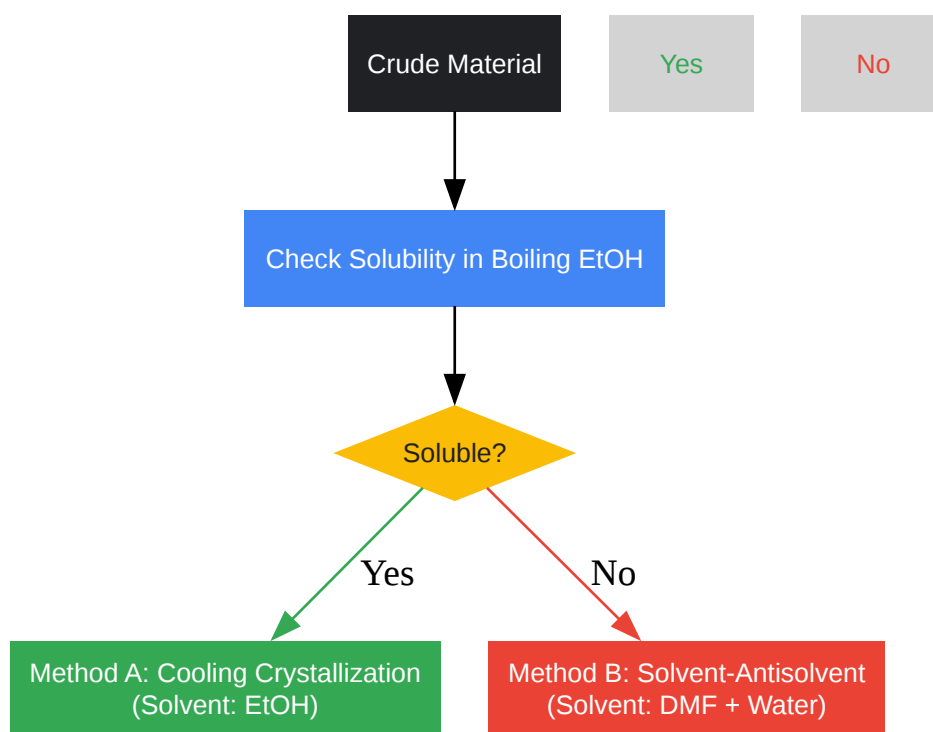 Crude Material
Yes
No
Check Solubility in Boiling EtOH
Soluble?
Yes
No
Method A: Cooling Crystallization
(Solvent: EtOH)
Method B: Solvent-Antisolvent
(Solvent: DMF + Water)